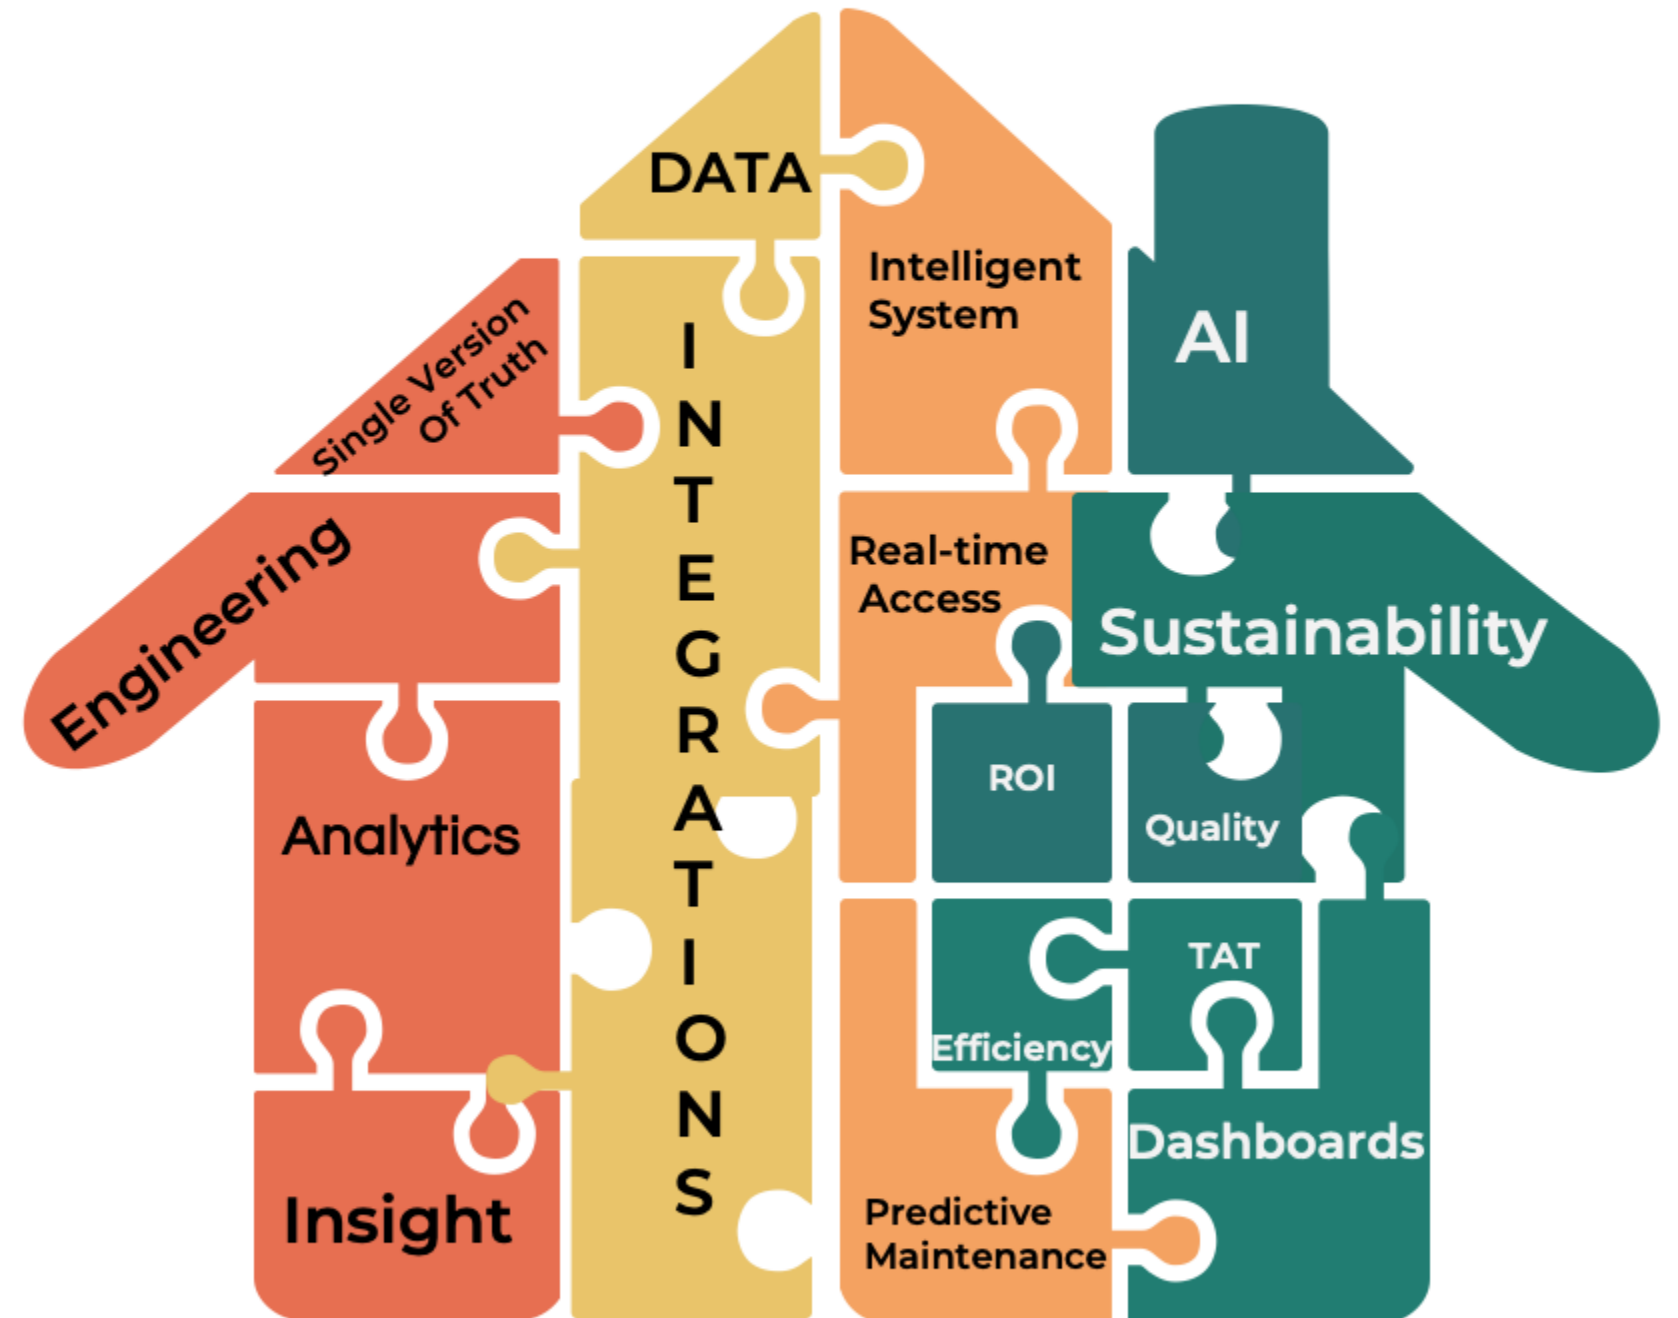 DATA
INTEGRATIONS
Single Version
Of Truth
Engineering
Analytics
Insight
Intelligent
System
Real-time
Access
AI
Sustainability
ROI
Quality
Efficiency
TAT
Dashboards
Predictive
Maintenance